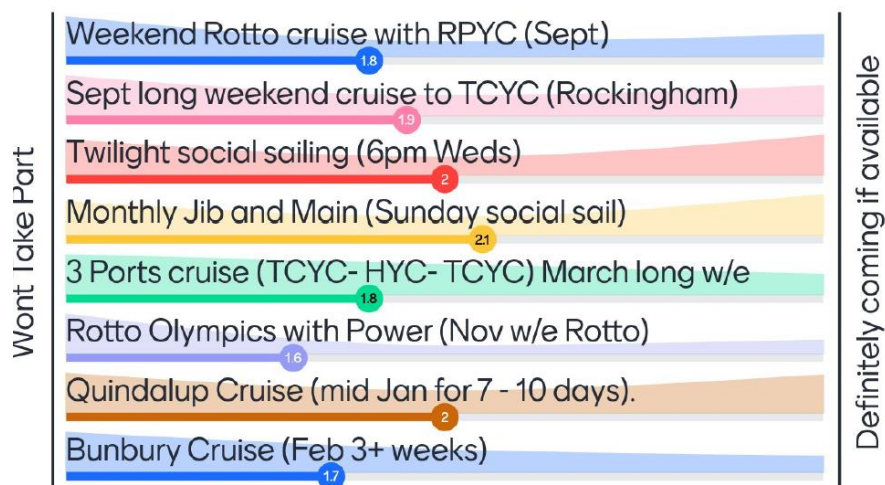 Wont Take Part
Weekend Rotto cruise with RPYC (Sept)
1.8
Sept long weekend cruise to TCYC (Rockingham)
1.9
Twilight social sailing (6pm Weds)
2
Monthly Jib and Main (Sunday social sail)
2.1
3 Ports cruise (TCYC- HYC- TCYC) March long w/e
1.8
Rotto Olympics with Power (Nov w/e Rotto)
1.6
Quindalup Cruise (mid Jan for 7 - 10 days).
2
Bunbury Cruise (Feb 3+ weeks)
1.7
Definitely coming if available